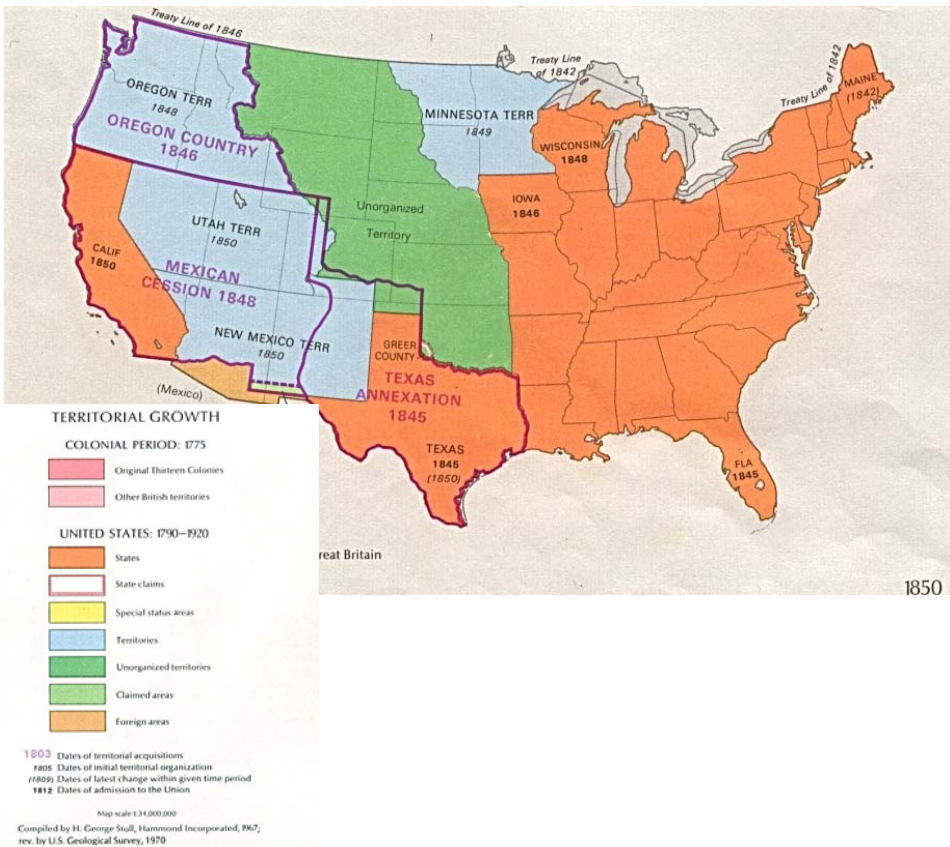 Treaty Line of 1846
Treaty Line
of 1842
Treaty Line of 1842
MAINE
(1842)
OREGON TERR
1848
OREGON COUNTRY
1846
MINNESOTA TERR
1849
WISCONSIN
1848
IOWA
1846
Unorganized
Territory
UTAH TERR
1850
CALIF
1850
MEXICAN
CESSION 1848
NEW MEXICO TERR
1850
GREER
COUNTY
TEXAS
ANNEXATION
1845
(Mexico)
TEXAS
1845
(1850)
FLA
1845
reat Britain
1850
TERRITORIAL GROWTH
COLONIAL PERIOD: 1775
Original Thirteen Colonies
Other British territories
UNITED STATES: 1790–1920
States
State claims
Special status areas
Territories
Unorganized territories
Claimed areas
Foreign areas
1803 Dates of territorial acquisitions
1805 Dates of initial territorial organization
(1809) Dates of latest change within given time period
1812 Dates of admission to the Union
Map scale 1:34,000,000
Compiled by H. George Stoll, Hammond Incorporated, 1967;
rev. by U.S. Geological Survey, 1970